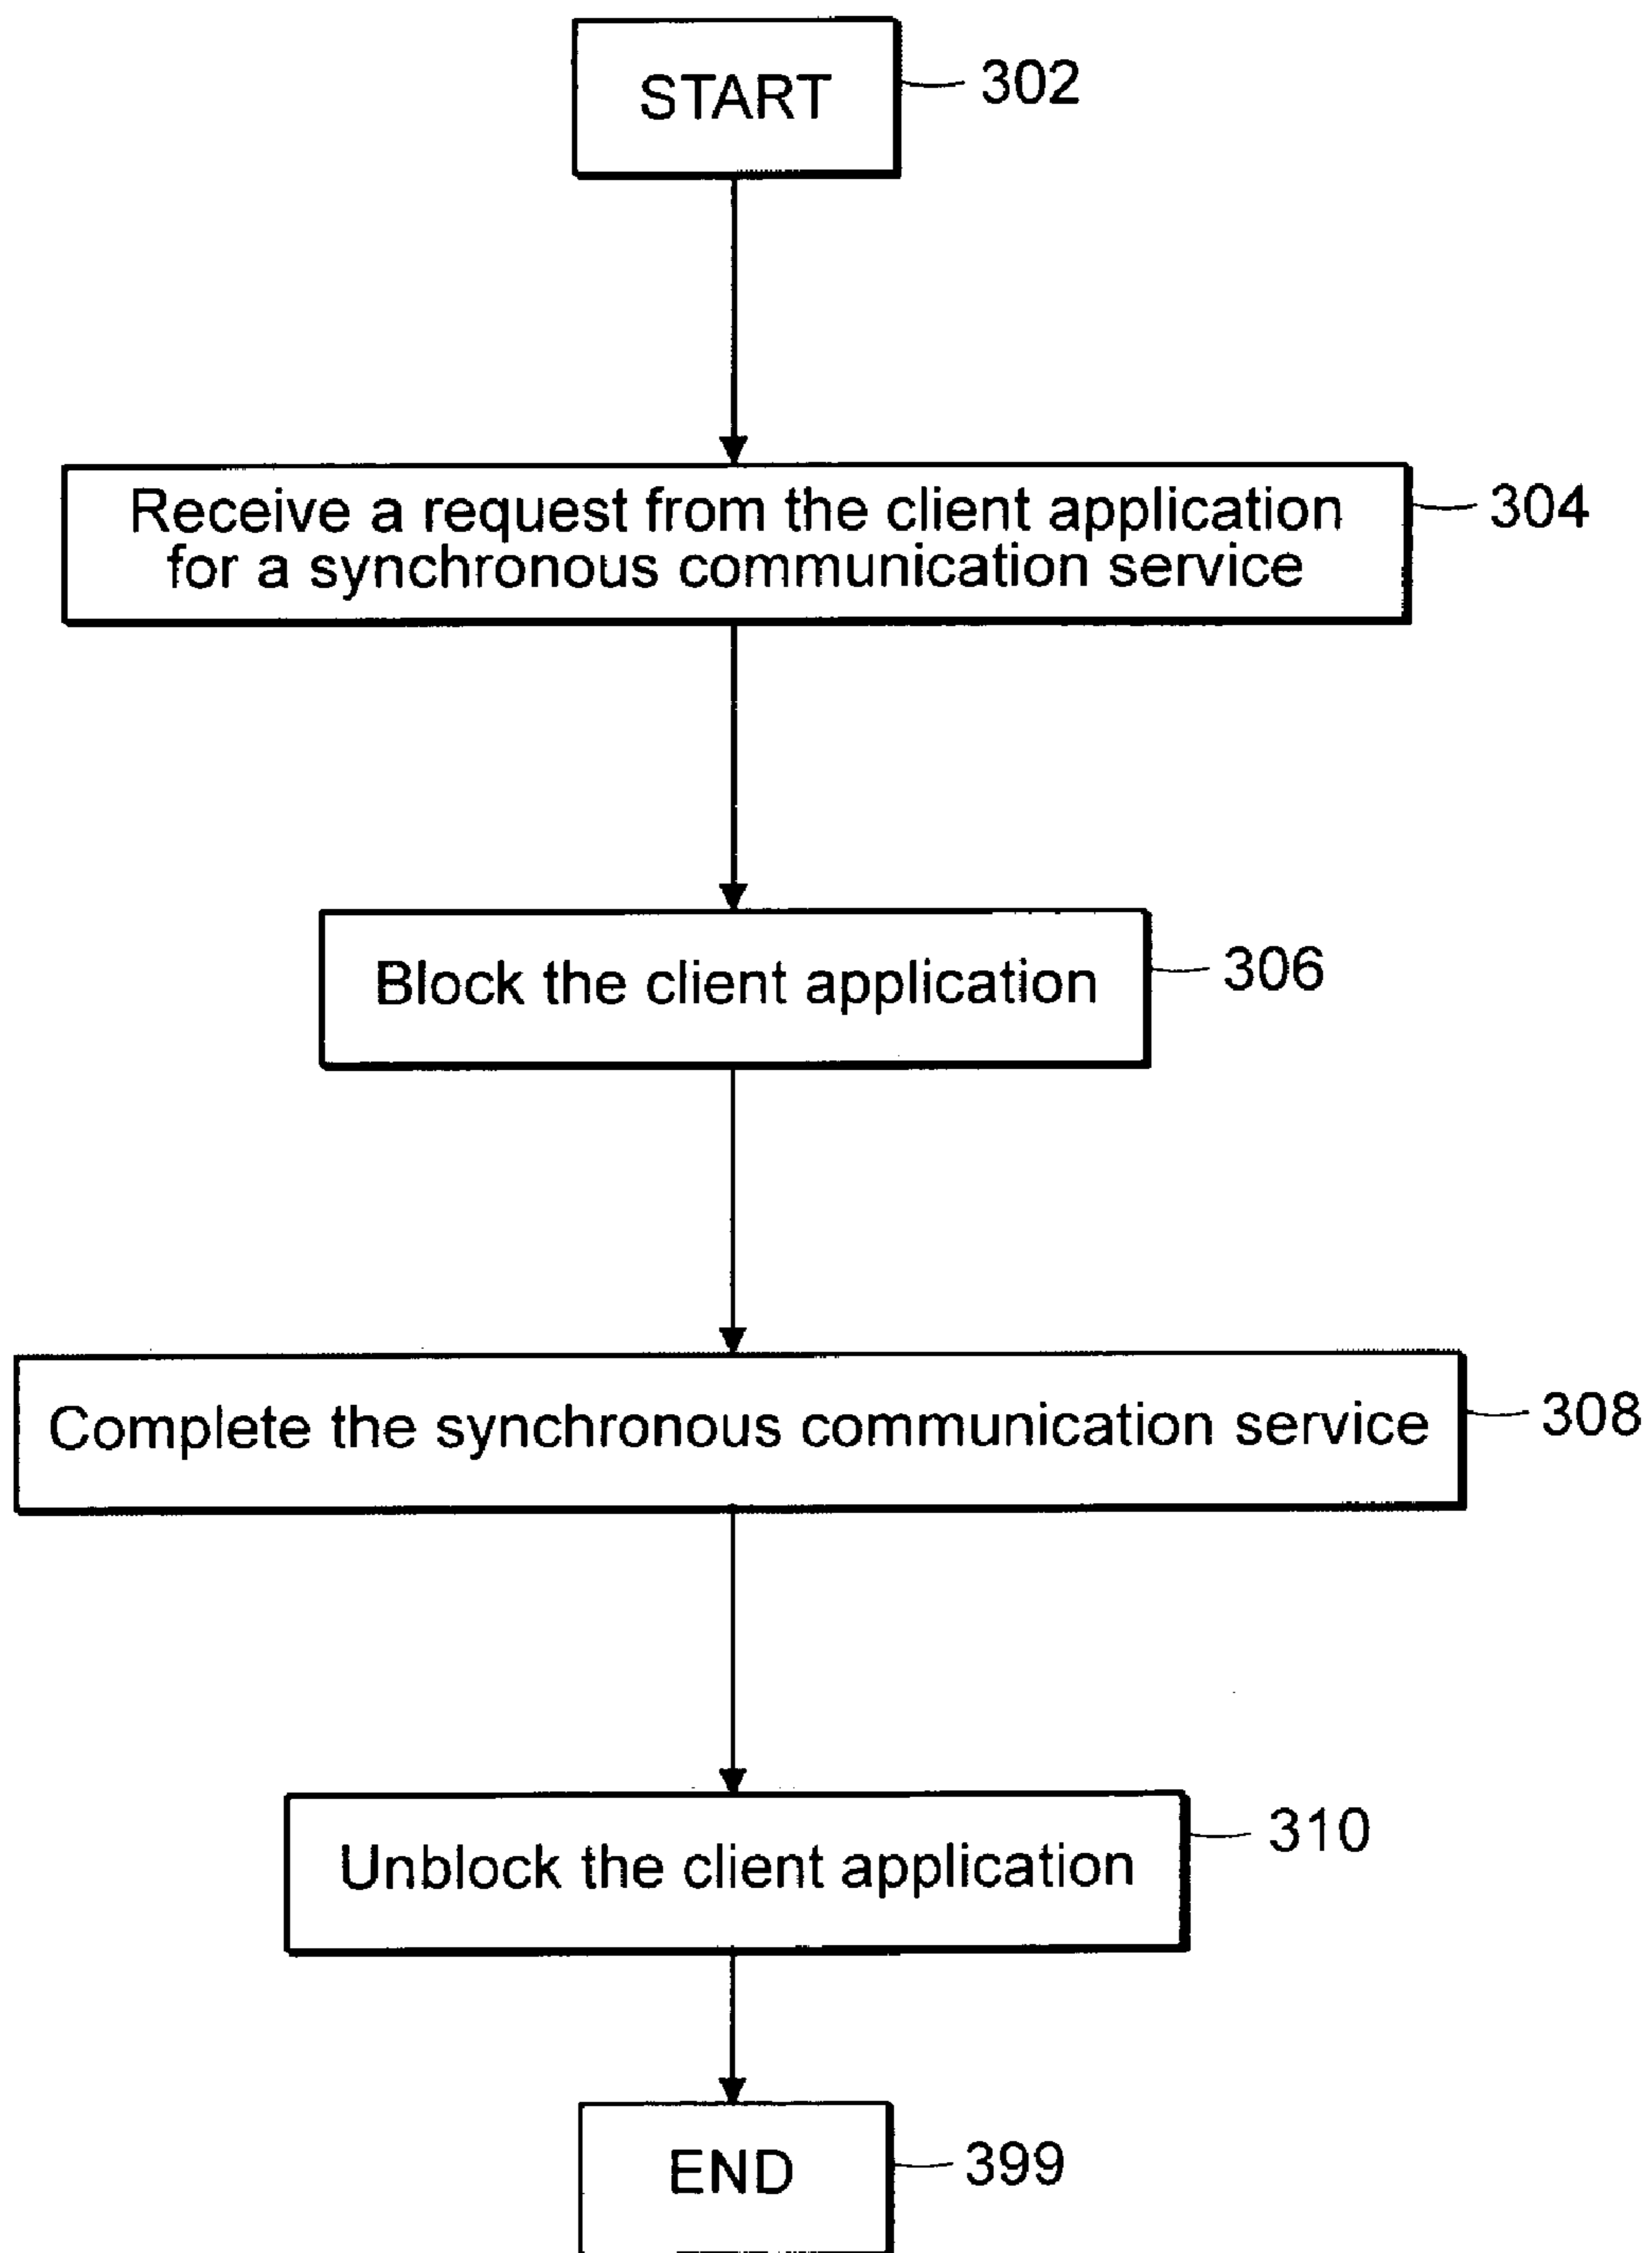 START
302
Receive a request from the client application
for a synchronous communication service
304
Block the client application
306
Complete the synchronous communication service
308
Unblock the client application
310
END
399